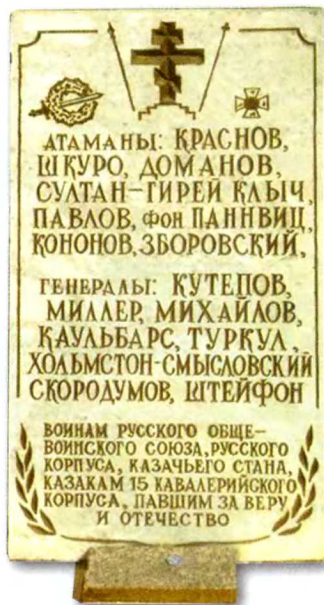 АТАМАНЫ: КРАСНОВ,
ШКУРО, ДОМАНОВ,
СУЛТАН-ГИРЕЙ КЛЫЧ,
ПАВЛОВ, фон ПАННВИЦ,
КОНОНОВ, ЗБОРОВСКИЙ,
ГЕНЕРАЛЫ: КУТЕПОВ,
МИЛЛЕР, МИХАЙЛОВ,
КАУЛЬБАРС, ТУРКУЛ,
ХОЛЬМСТОН-СМЫСЛОВСКИЙ
СКОРОДУМОВ, ШТЕЙФОН
ВОИНАМ РУССКОГО ОБЩЕ-
ВОИНСКОГО СОЮЗА, РУССКОГО
КОРПУСА, КАЗАЧЬЕГО СТАНА,
КАЗАКАМ 15 КАВАЛЕРИЙСКОГО
КОРПУСА, ПАВШИМ ЗА ВЕРУ
И ОТЕЧЕСТВО